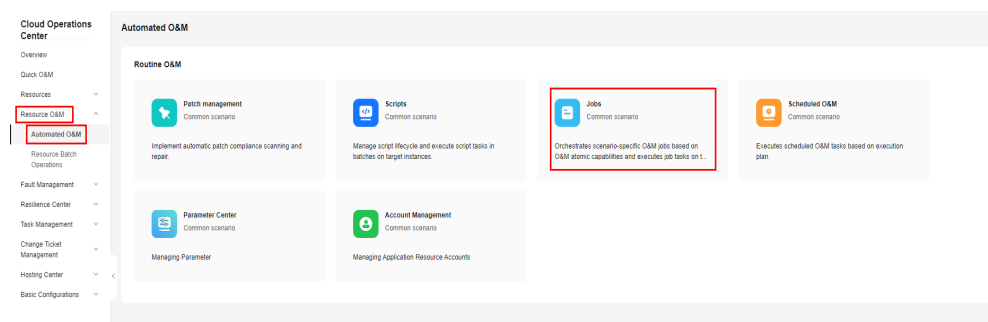 Cloud Operations
Center
Overview
Quick O&M
Resources
Resource O&M
Automated O&M
Resource Batch
Operations
Fault Management
Resilience Center
Task Management
Change Ticket
Management
Hosting Center
Basic Configurations
Automated O&M
Routine O&M
Patch management
Common scenario
Implement automatic patch compliance scanning and
repair.
Scripts
Common scenario
Manage script lifecycle and execute script tasks in
batches on target instances.
Jobs
Common scenario
Orchestrates scenario-specific O&M jobs based on
O&M atomic capabilities and executes job tasks on t...
Scheduled O&M
Common scenario
Executes scheduled O&M tasks based on execution
plan.
Parameter Center
Common scenario
Managing Parameter
Account Management
Common scenario
Managing Application Resource Accounts